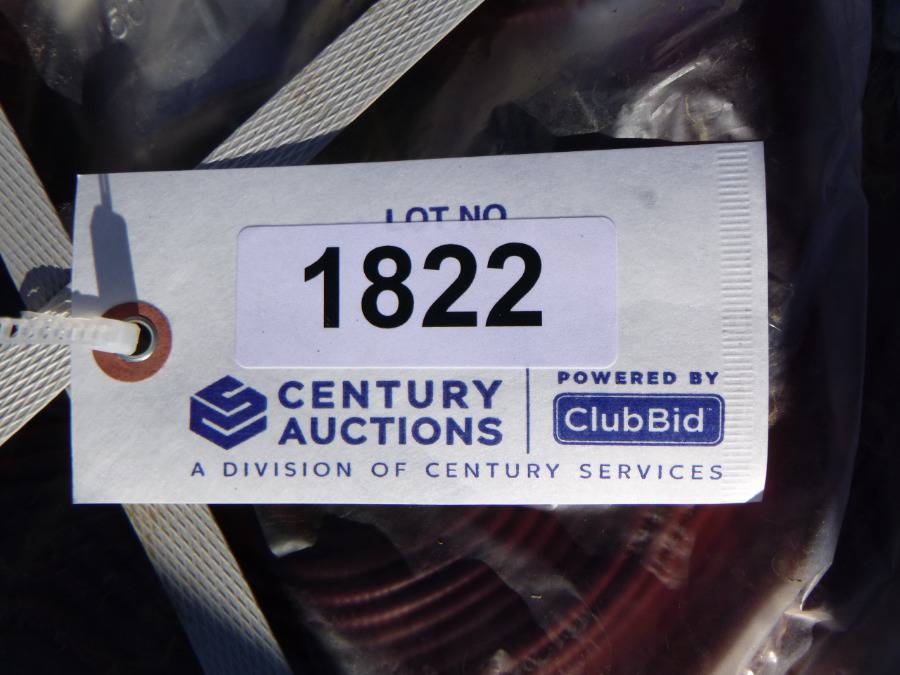 LOT NO
1822
CENTURY
AUCTIONS
POWERED BY
ClubBid
A DIVISION OF CENTURY SERVICES